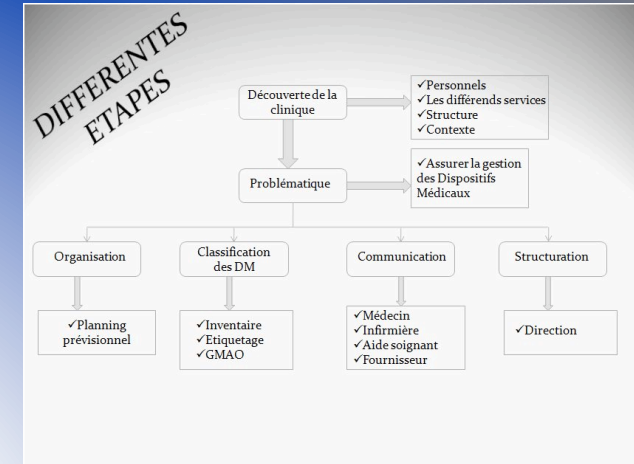 DIFFERENTES
ETAPES
Découverte de la
clinique
✓Personnels
✓Les différends services
✓Structure
✓Contexte
Problématique
✓Assurer la gestion
des Dispositifs
Médicaux
Organisation
Classification
des DM
Communication
Structuration
✓Planning
prévisionnel
✓Inventaire
✓Etiquetage
✓GMAO
✓Médecin
✓Infirmière
✓Aide soignant
✓Fournisseur
✓Direction